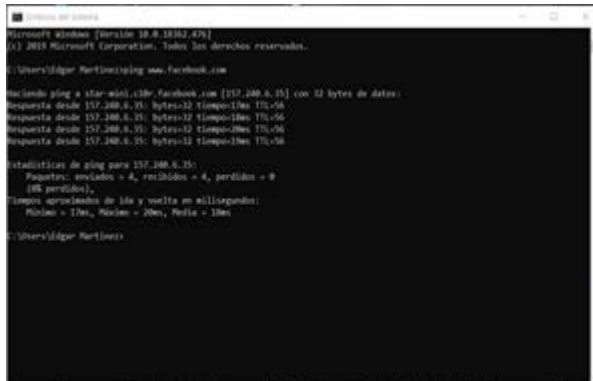 Símbolo del sistema
Microsoft Windows [Versión 10.0.18362.476]
(c) 2019 Microsoft Corporation. Todos los derechos reservados.
C:\Users\Edgar Martinez>ping www.facebook.com
Haciendo ping a star-mini.c10r.facebook.com [157.240.6.35] con 32 bytes de datos:
Respuesta desde 157.240.6.35: bytes=32 tiempo=17ms TTL=56
Respuesta desde 157.240.6.35: bytes=32 tiempo=18ms TTL=56
Respuesta desde 157.240.6.35: bytes=32 tiempo=20ms TTL=56
Respuesta desde 157.240.6.35: bytes=32 tiempo=19ms TTL=56
Estadísticas de ping para 157.240.6.35:
Paquetes: enviados = 4, recibidos = 4, perdidos = 0
(0% perdidos),
Tiempos aproximados de ida y vuelta en milisegundos:
Mínimo = 17ms, Máximo = 20ms, Media = 18ms
C:\Users\Edgar Martinez>